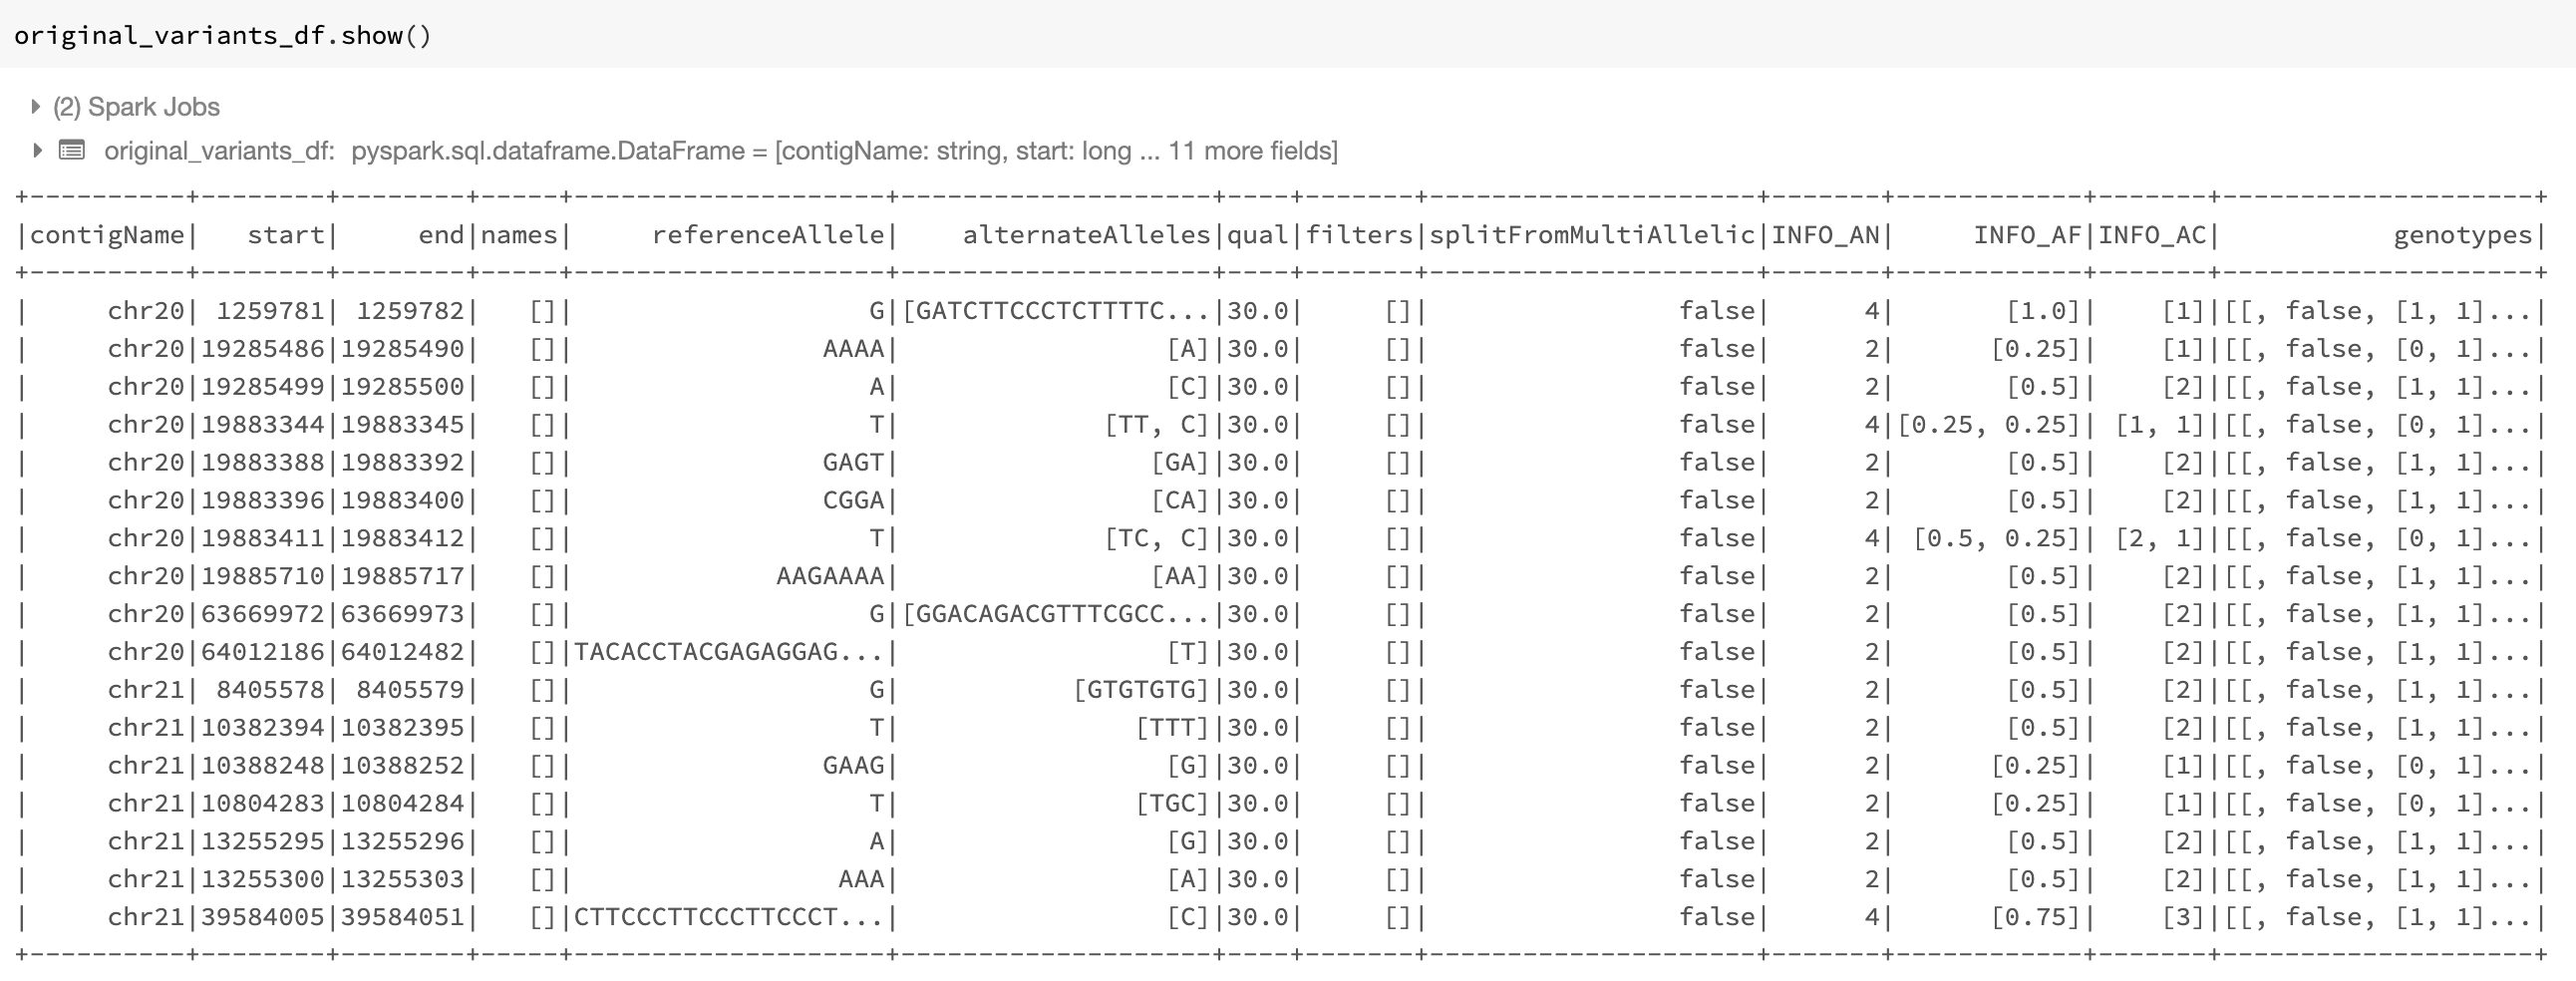 original_variants_df.show()
(2) Spark Jobs
original_variants_df: pyspark.sql.dataframe.DataFrame = [contigName: string, start: long ... 11 more fields]
+----------+--------+--------+-----+--------------------+--------------------+----+-------+---------------------+-------+------------+-------+--------------------+
|contigName|   start|     end|names|     referenceAllele|    alternateAlleles|qual|filters|splitFromMultiAllelic|INFO_AN|     INFO_AF|INFO_AC|           genotypes|
+----------+--------+--------+-----+--------------------+--------------------+----+-------+---------------------+-------+------------+-------+--------------------+
|     chr20| 1259781| 1259782|   []|                   G|[GATCTTCCCTCTTTTC...|30.0|     []|                false|      4|       [1.0]|    [1]|[[, false, [1, 1]...|
|     chr20|19285486|19285490|   []|                AAAA|                 [A]|30.0|     []|                false|      2|      [0.25]|    [1]|[[, false, [0, 1]...|
|     chr20|19285499|19285500|   []|                   A|                 [C]|30.0|     []|                false|      2|       [0.5]|    [2]|[[, false, [1, 1]...|
|     chr20|19883344|19883345|   []|                   T|             [TT, C]|30.0|     []|                false|      4|[0.25, 0.25]| [1, 1]|[[, false, [0, 1]...|
|     chr20|19883388|19883392|   []|                GAGT|                [GA]|30.0|     []|                false|      2|       [0.5]|    [2]|[[, false, [1, 1]...|
|     chr20|19883396|19883400|   []|                CGGA|                [CA]|30.0|     []|                false|      2|       [0.5]|    [2]|[[, false, [1, 1]...|
|     chr20|19883411|19883412|   []|                   T|             [TC, C]|30.0|     []|                false|      4| [0.5, 0.25]| [2, 1]|[[, false, [0, 1]...|
|     chr20|19885710|19885717|   []|             AAGAAAA|                [AA]|30.0|     []|                false|      2|       [0.5]|    [2]|[[, false, [1, 1]...|
|     chr20|63669972|63669973|   []|                   G|[GGACAGACGTTTCGCC...|30.0|     []|                false|      2|       [0.5]|    [2]|[[, false, [1, 1]...|
|     chr20|64012186|64012482|   []|TACACCTACGAGAGGAG...|                 [T]|30.0|     []|                false|      2|       [0.5]|    [2]|[[, false, [1, 1]...|
|     chr21| 8405578| 8405579|   []|                   G|           [GTGTGTG]|30.0|     []|                false|      2|       [0.5]|    [2]|[[, false, [1, 1]...|
|     chr21|10382394|10382395|   []|                   T|               [TTT]|30.0|     []|                false|      2|       [0.5]|    [2]|[[, false, [1, 1]...|
|     chr21|10388248|10388252|   []|                GAAG|                 [G]|30.0|     []|                false|      2|      [0.25]|    [1]|[[, false, [0, 1]...|
|     chr21|10804283|10804284|   []|                   T|               [TGC]|30.0|     []|                false|      2|      [0.25]|    [1]|[[, false, [0, 1]...|
|     chr21|13255295|13255296|   []|                   A|                 [G]|30.0|     []|                false|      2|       [0.5]|    [2]|[[, false, [1, 1]...|
|     chr21|13255300|13255303|   []|                 AAA|                 [A]|30.0|     []|                false|      2|       [0.5]|    [2]|[[, false, [1, 1]...|
|     chr21|39584005|39584051|   []|CTTCCCTTCCCTTCCCT...|                 [C]|30.0|     []|                false|      4|      [0.75]|    [3]|[[, false, [1, 1]...|
+----------+--------+--------+-----+--------------------+--------------------+----+-------+---------------------+-------+------------+-------+--------------------+